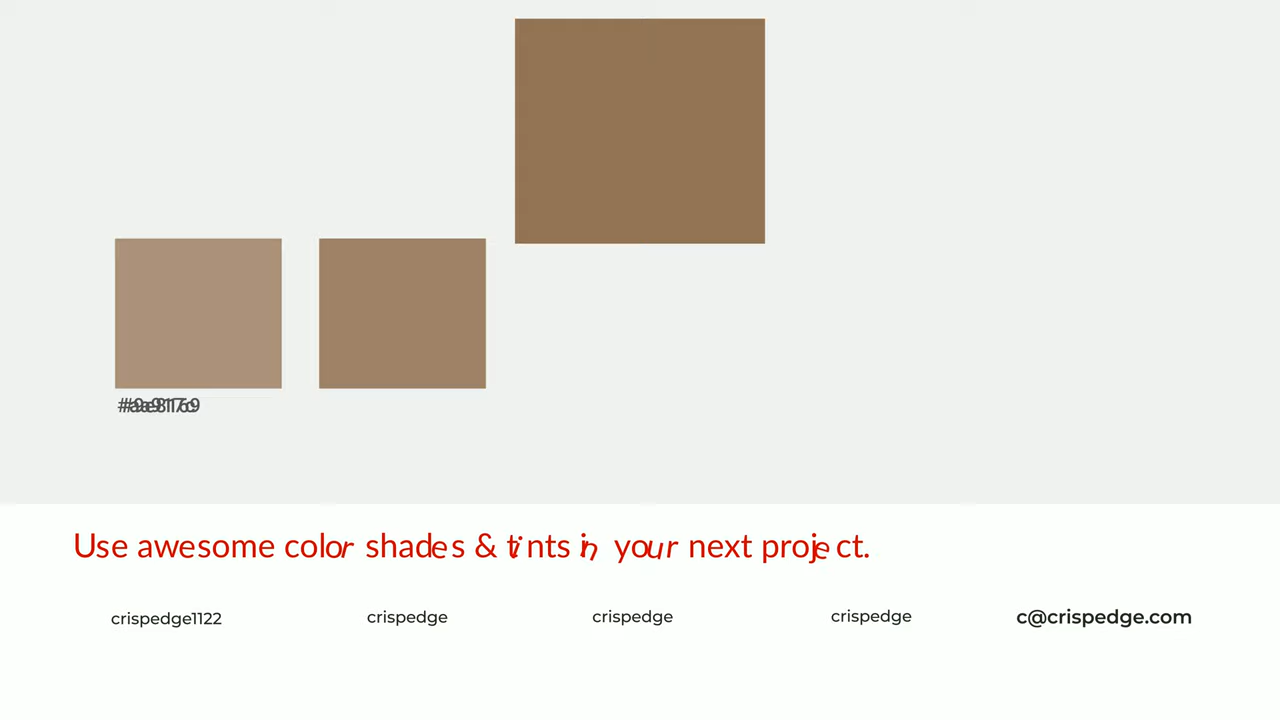 Use awesome color shades & tints in your next project.
crispedge1122 crispedge crispedge crispedge c@crispedge.com